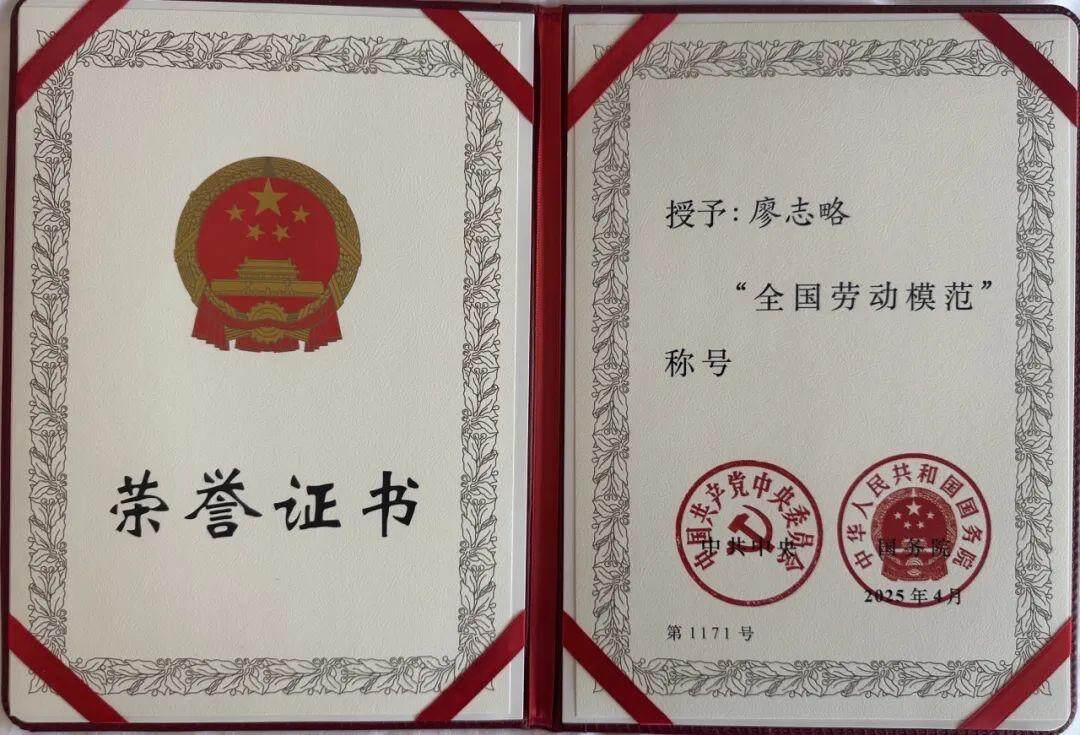 荣誉证书
授予：廖志略
“全国劳动模范”
称号
中国共产党中央委员会
中共中央
中华人民共和国国务院
国务院
2025年4月
第1171号